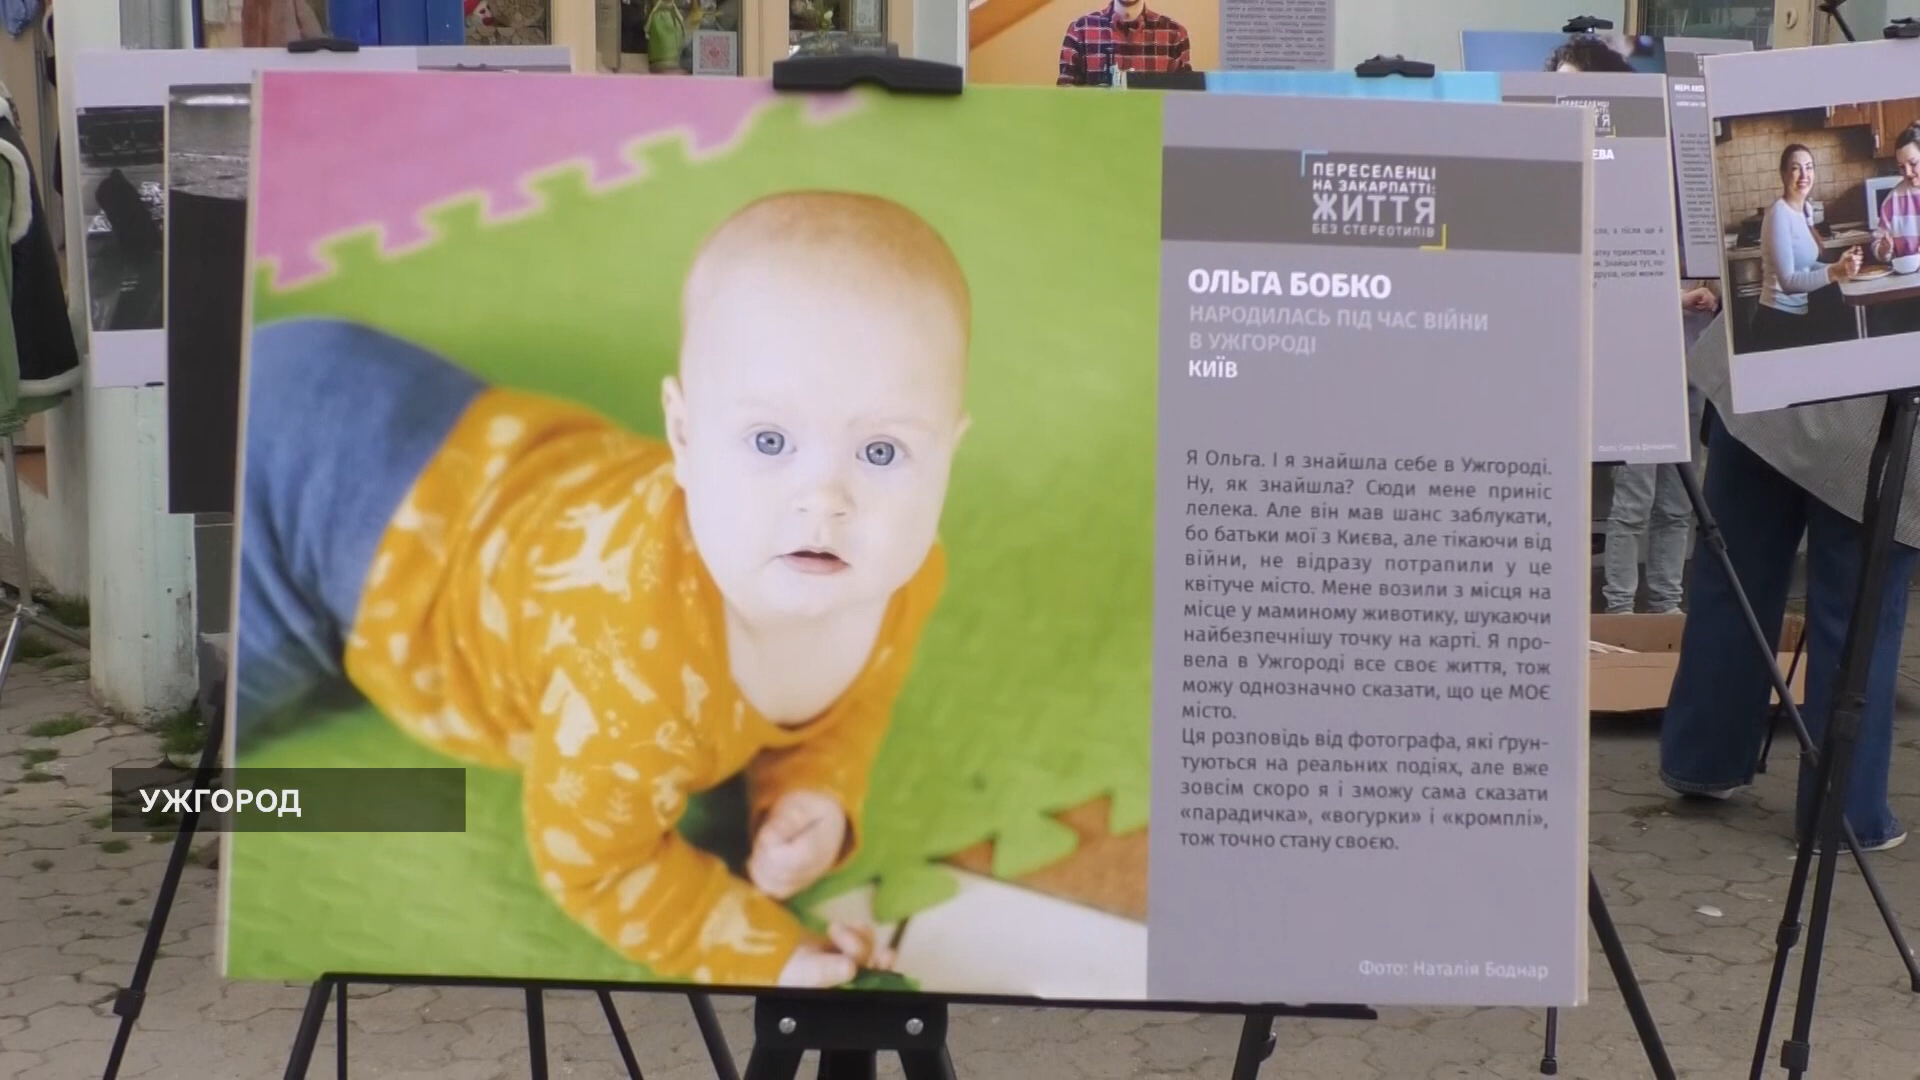 ПЕРЕСЕЛЕНЦІ
НА ЗАКАРПАТТІ:
ЖИТТЯ
БЕЗ СТЕРЕОТИПІВ
ОЛЬГА БОБКО
НАРОДИЛАСЬ ПІД ЧАС ВІЙНИ
В УЖГОРОДІ
КИЇВ
Я Ольга. І я знайшла себе в Ужгороді.
Ну, як знайшла? Сюди мене приніс
лелека. Але він мав шанс заблукати,
бо батьки мої з Києва, але тікаючи від
війни, не відразу потрапили у це
квітуче місто. Мене возили з місця на
місце у маминому животику, шукаючи
найбезпечнішу точку на карті. Я про-
вела в Ужгороді все своє життя, тож
можу однозначно сказати, що це МОЄ
місто.
Ця розповідь від фотографа, які ґрун-
туються на реальних подіях, але вже
зовсім скоро я і зможу сама сказати
«парадичка», «вогурки» і «кромплі»,
тож точно стану своєю.
Фото: Наталія Боднар
УЖГОРОД